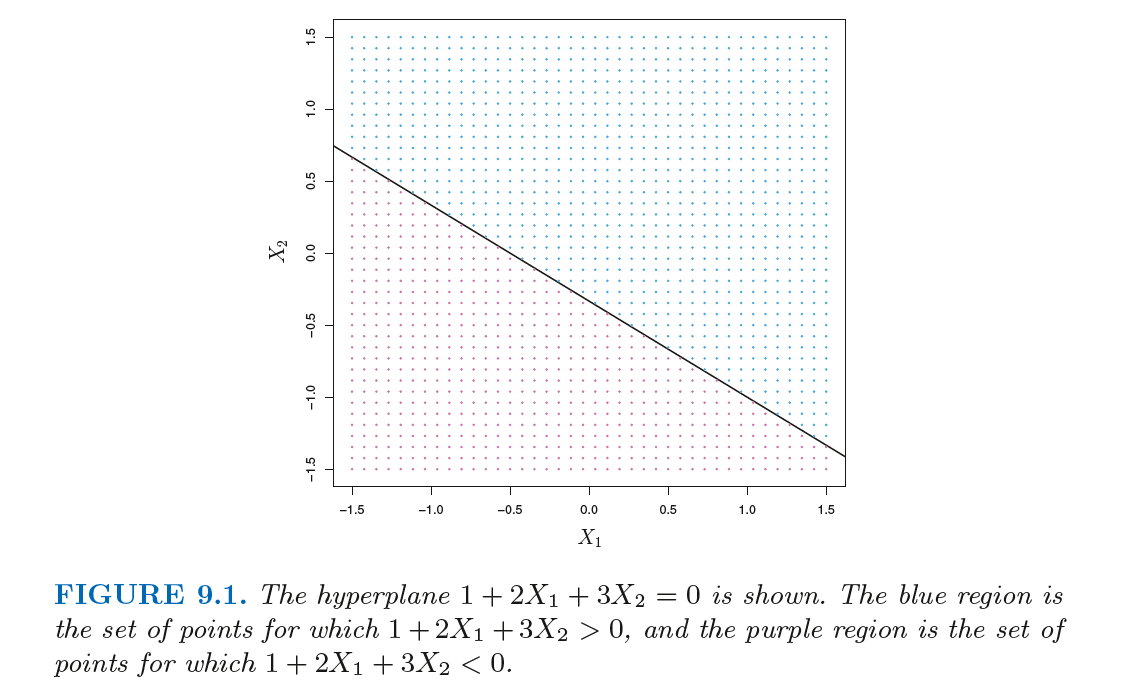 1.5
1.0
0.5
0.0
−0.5
−1.0
−1.5
X₂
−1.5 −1.0 −0.5 0.0 0.5 1.0 1.5
X₁
FIGURE 9.1. The hyperplane 1 + 2X₁ + 3X₂ = 0 is shown. The blue region is
the set of points for which 1 + 2X₁ + 3X₂ > 0, and the purple region is the set of
points for which 1 + 2X₁ + 3X₂ < 0.